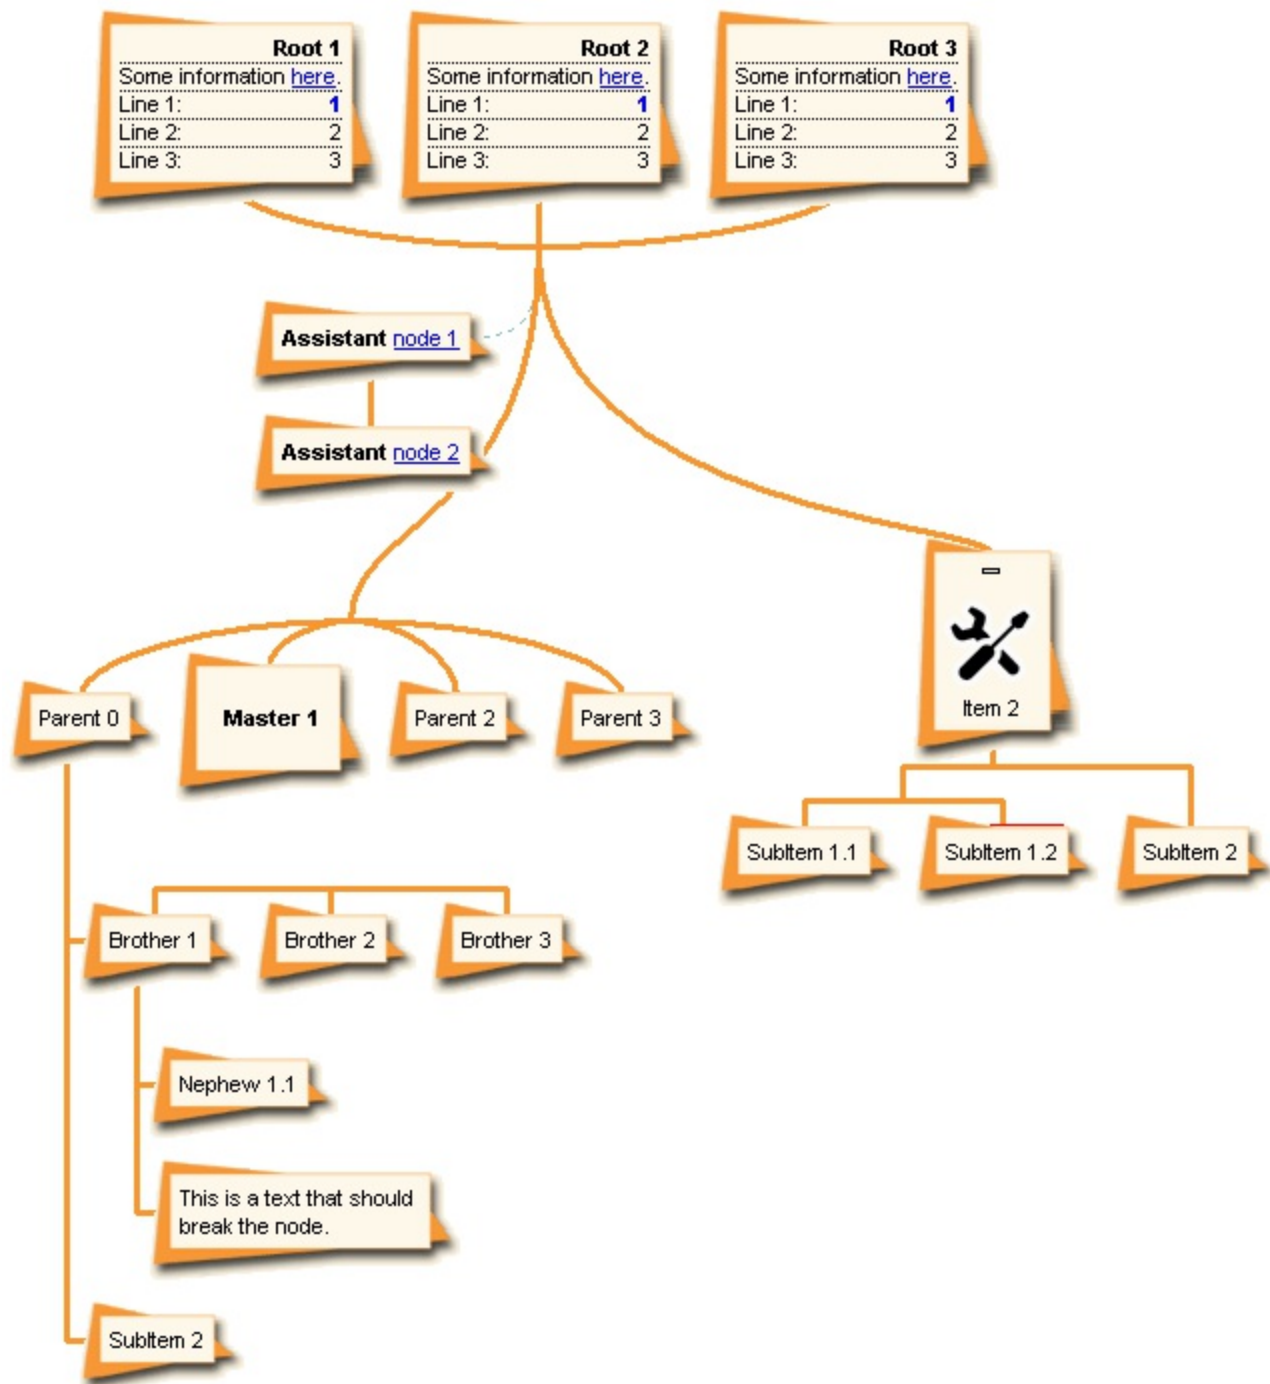 Root 1
Some information here.
Line 1: 1
Line 2: 2
Line 3: 3
Root 2
Some information here.
Line 1: 1
Line 2: 2
Line 3: 3
Root 3
Some information here.
Line 1: 1
Line 2: 2
Line 3: 3
Assistant node 1
Assistant node 2
Item 2
Parent 0
Master 1
Parent 2
Parent 3
SubItem 1.1
SubItem 1.2
SubItem 2
Brother 1
Brother 2
Brother 3
Nephew 1.1
This is a text that should
break the node.
SubItem 2